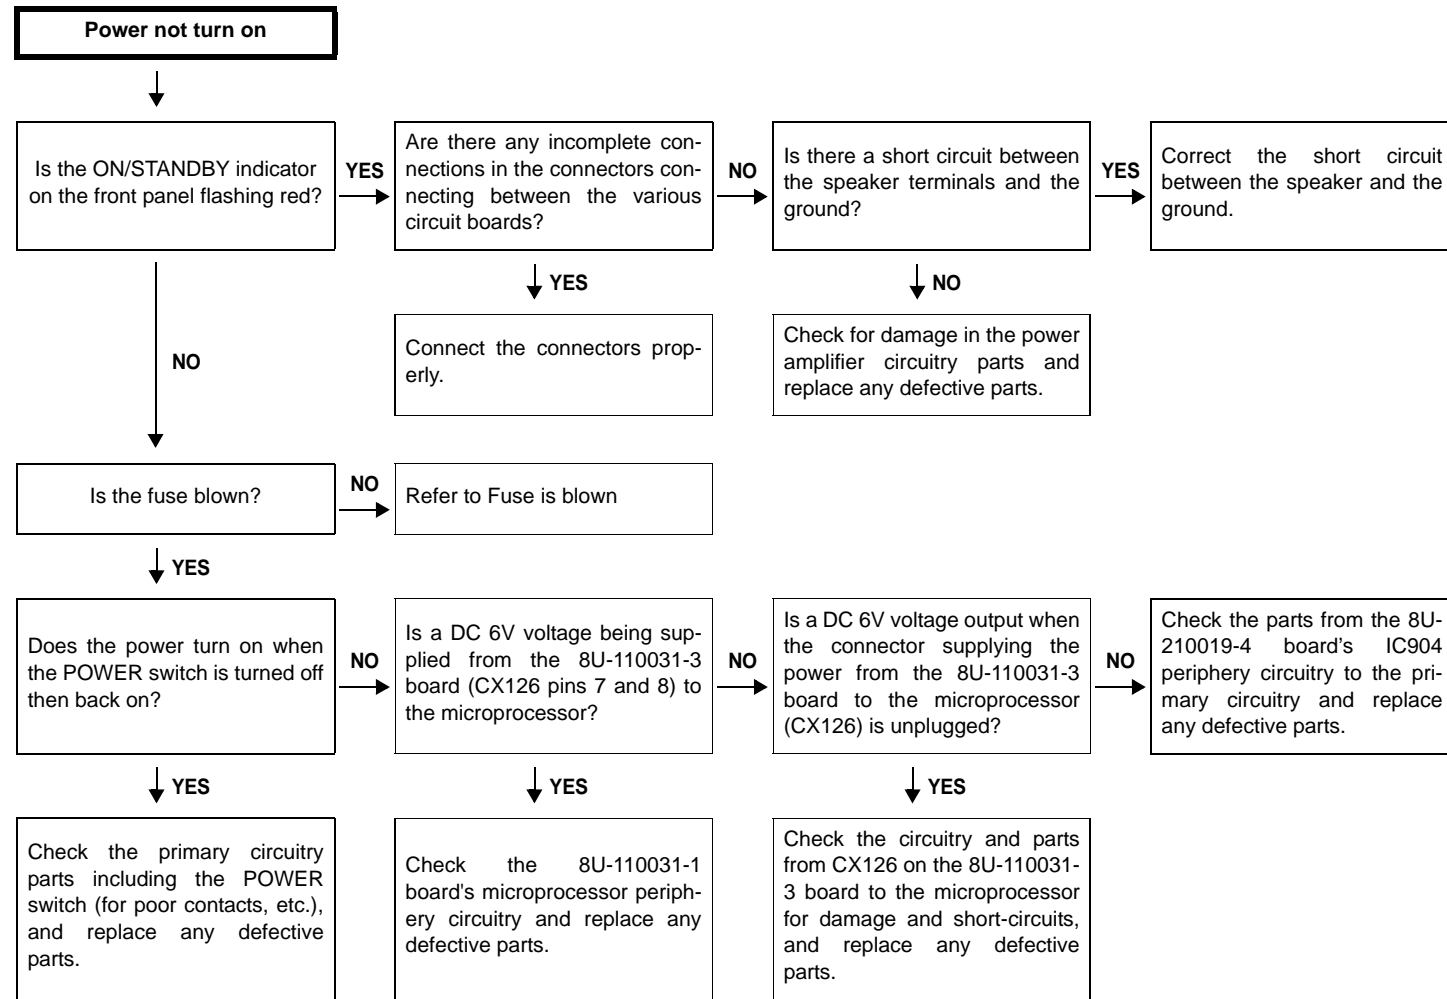 Power not turn on
Is the ON/STANDBY indicator
on the front panel flashing red?
YES
Are there any incomplete con-
nections in the connectors con-
necting between the various
circuit boards?
NO
Is there a short circuit between
the speaker terminals and the
ground?
YES
Correct the short circuit
between the speaker and the
ground.
YES
NO
NO
Connect the connectors prop-
erly.
Check for damage in the power
amplifier circuitry parts and
replace any defective parts.
Is the fuse blown?
NO
Refer to Fuse is blown
YES
Does the power turn on when
the POWER switch is turned off
then back on?
NO
Is a DC 6V voltage being sup-
plied from the 8U-110031-3
board (CX126 pins 7 and 8) to
the microprocessor?
NO
Is a DC 6V voltage output when
the connector supplying the
power from the 8U-110031-3
board to the microprocessor
(CX126) is unplugged?
NO
Check the parts from the 8U-
210019-4 board's IC904
periphery circuitry to the pri-
mary circuitry and replace
any defective parts.
YES
YES
YES
Check the primary circuitry
parts including the POWER
switch (for poor contacts, etc.),
and replace any defective
parts.
Check the 8U-110031-1
board's microprocessor periph-
ery circuitry and replace any
defective parts.
Check the circuitry and parts
from CX126 on the 8U-110031-
3 board to the microprocessor
for damage and short-circuits,
and replace any defective
parts.